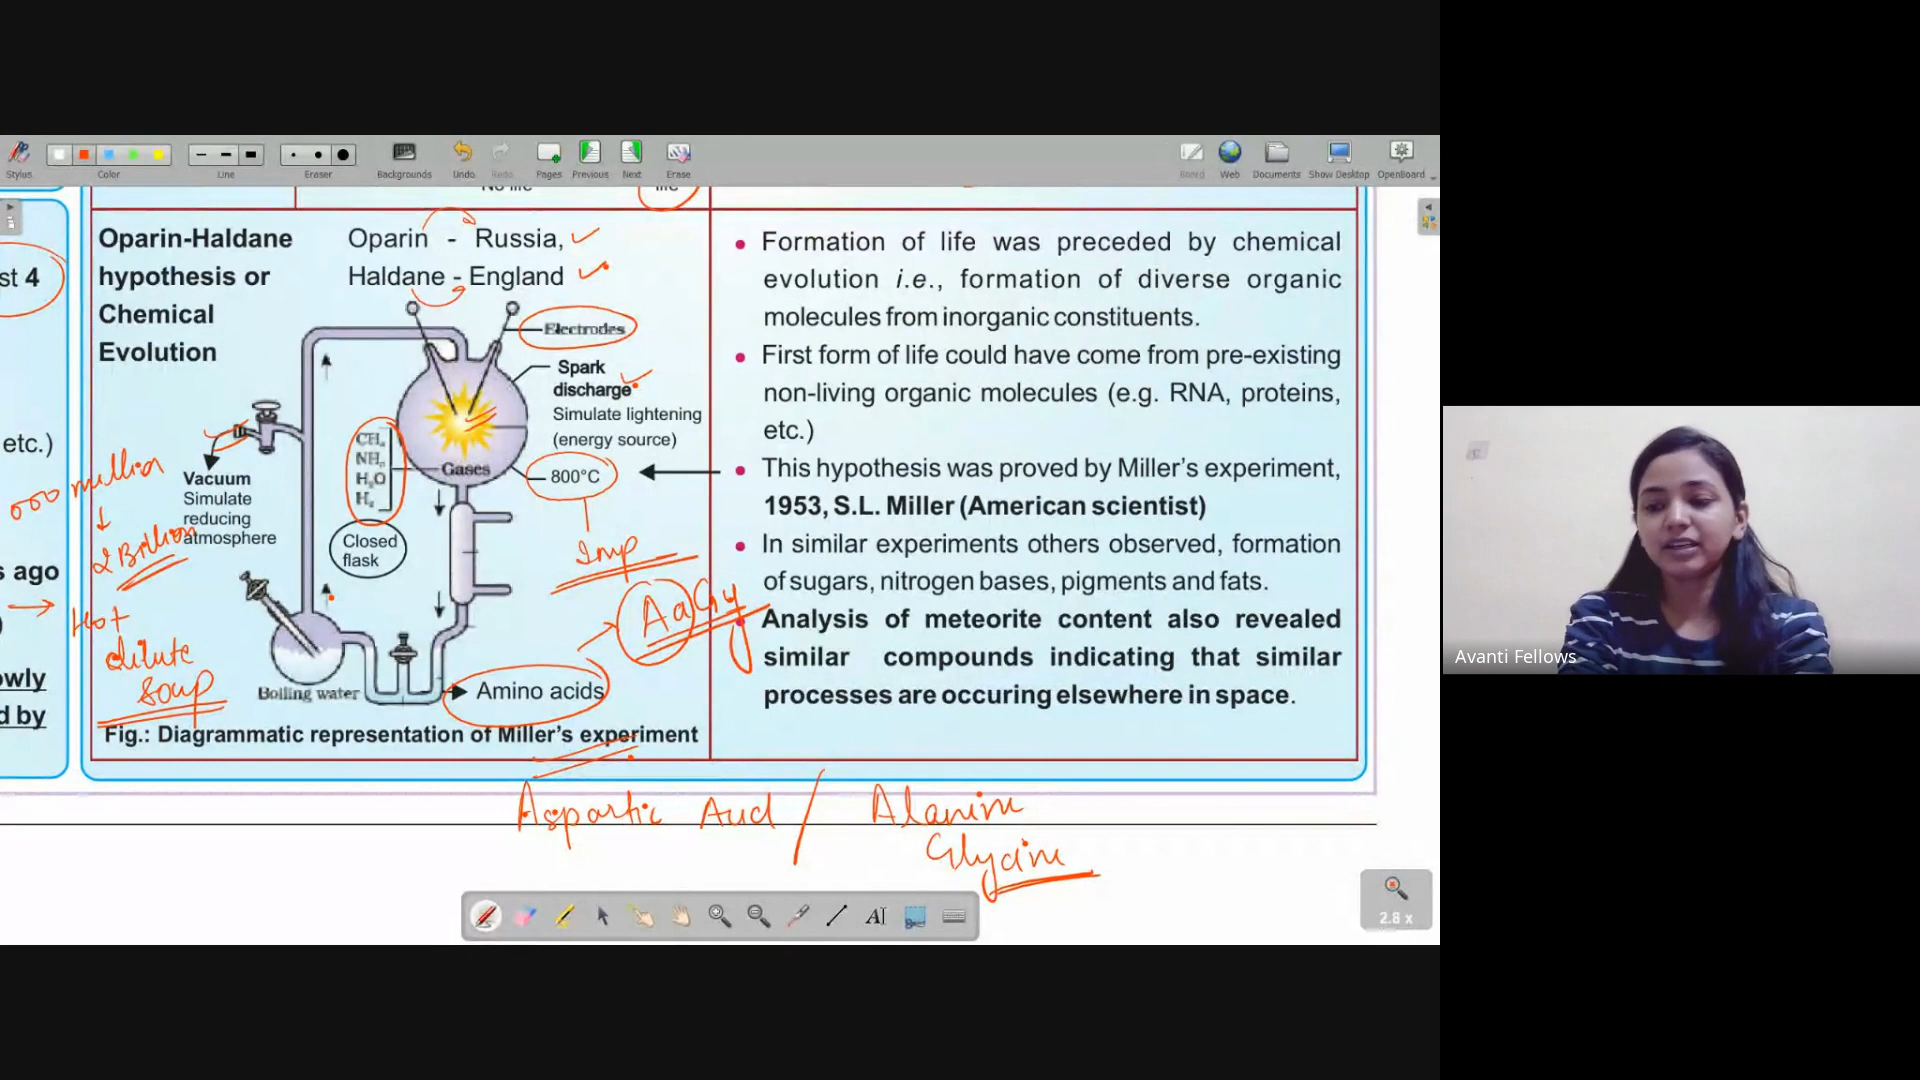 Stylus
Color
Line
Eraser
Backgrounds
Undo
Redo
Pages
Previous
Next
Erase
Board
Web
Documents
Show Desktop
OpenBoard
No life
life
st 4
etc.)
s ago
)
owly
d by
000 million
2 Billion
Hot
dilute
Soup
Oparin-Haldane
hypothesis or
Chemical
Evolution
Oparin - Russia,
Haldane - England
Electrodes
Spark
discharge
Simulate lightening
(energy source)
CH4
NH3
H2O
H2
Gases
800°C
Imp
Vacuum
Simulate
reducing
atmosphere
Closed
flask
AaGy
Boiling water
Amino acids
Fig.: Diagrammatic representation of Miller's experiment
• Formation of life was preceded by chemical
evolution i.e., formation of diverse organic
molecules from inorganic constituents.
• First form of life could have come from pre-existing
non-living organic molecules (e.g. RNA, proteins,
etc.)
• This hypothesis was proved by Miller's experiment,
1953, S.L. Miller (American scientist)
• In similar experiments others observed, formation
of sugars, nitrogen bases, pigments and fats.
• Analysis of meteorite content also revealed
similar compounds indicating that similar
processes are occuring elsewhere in space.
Aspartic Acid / Alanine
Glycine
2.8 x
Avanti Fellows